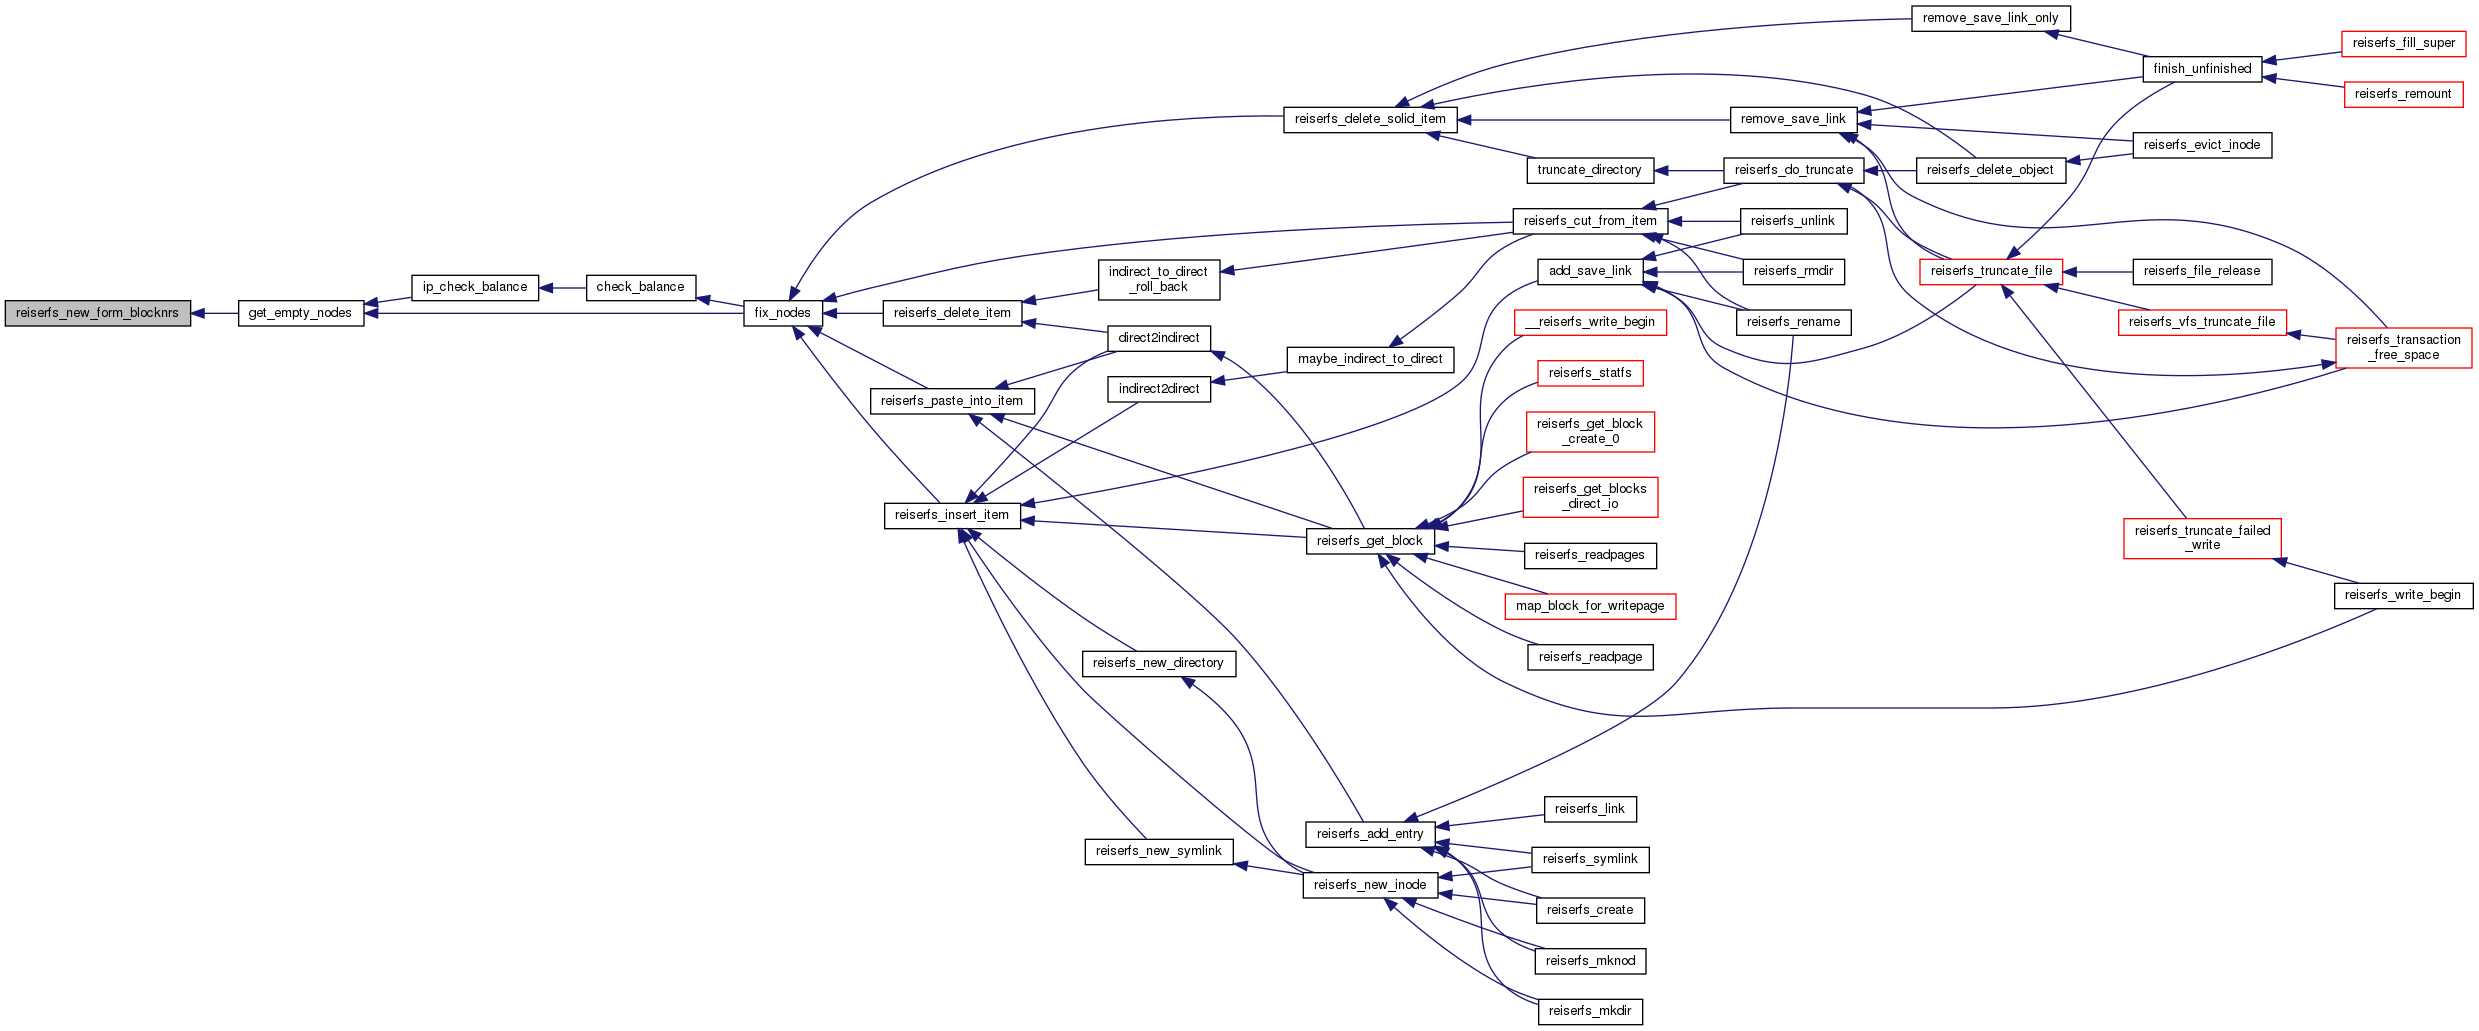 reiserfs_new_form_blocknrs
get_empty_nodes
ip_check_balance
check_balance
fix_nodes
reiserfs_delete_solid_item
remove_save_link_only
finish_unfinished
reiserfs_fill_super
reiserfs_remount
remove_save_link
reiserfs_evict_inode
truncate_directory
reiserfs_do_truncate
reiserfs_delete_object
reiserfs_cut_from_item
reiserfs_unlink
add_save_link
reiserfs_rmdir
reiserfs_truncate_file
reiserfs_file_release
indirect_to_direct
_roll_back
reiserfs_delete_item
reiserfs_rename
__reiserfs_write_begin
reiserfs_vfs_truncate_file
reiserfs_transaction
_free_space
direct2indirect
maybe_indirect_to_direct
reiserfs_statfs
indirect2direct
reiserfs_paste_into_item
reiserfs_get_block
_create_0
reiserfs_get_blocks
_direct_io
reiserfs_insert_item
reiserfs_get_block
reiserfs_readpages
reiserfs_truncate_failed
_write
reiserfs_write_begin
map_block_for_writepage
reiserfs_readpage
reiserfs_new_directory
reiserfs_link
reiserfs_add_entry
reiserfs_symlink
reiserfs_new_symlink
reiserfs_new_inode
reiserfs_create
reiserfs_mknod
reiserfs_mkdir